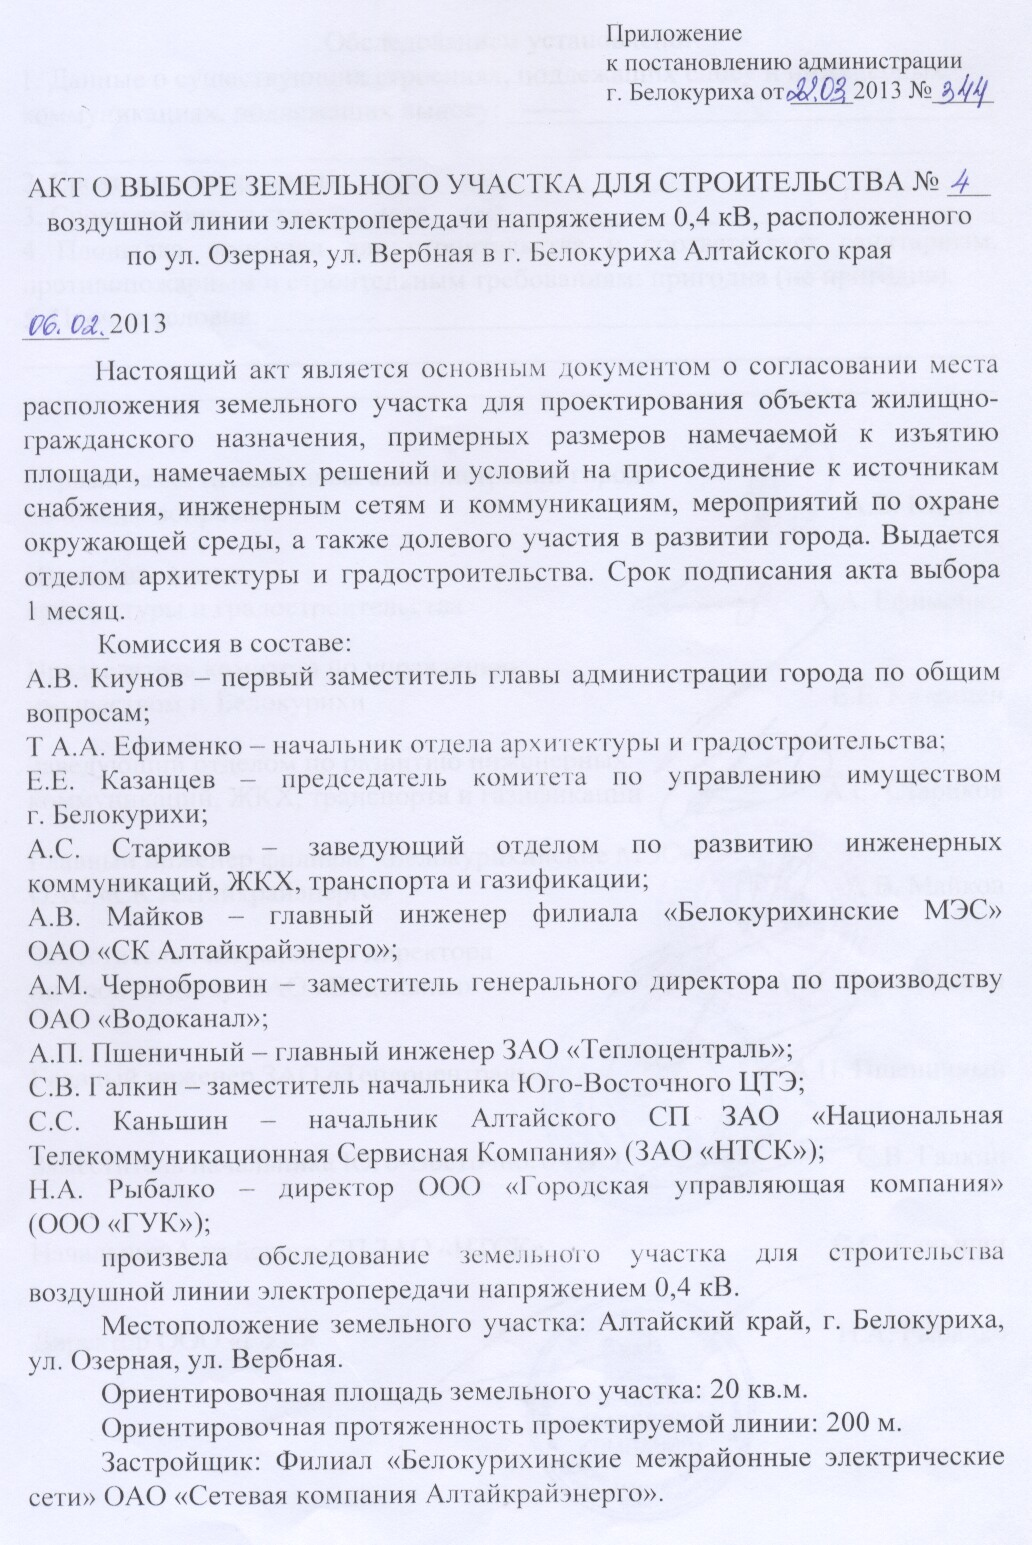 Приложение
к постановлению администрации
г. Белокуриха от 22.03 2013 № 344
АКТ О ВЫБОРЕ ЗЕМЕЛЬНОГО УЧАСТКА ДЛЯ СТРОИТЕЛЬСТВА № 4
воздушной линии электропередачи напряжением 0,4 кВ, расположенного
по ул. Озерная, ул. Вербная в г. Белокуриха Алтайского края
06.02.2013
Настоящий акт является основным документом о согласовании места
расположения земельного участка для проектирования объекта жилищно-
гражданского назначения, примерных размеров намечаемой к изъятию
площади, намечаемых решений и условий на присоединение к источникам
снабжения, инженерным сетям и коммуникациям, мероприятий по охране
окружающей среды, а также долевого участия в развитии города. Выдается
отделом архитектуры и градостроительства. Срок подписания акта выбора
1 месяц.
Комиссия в составе:
А.В. Киунов – первый заместитель главы администрации города по общим
вопросам;
Т А.А. Ефименко – начальник отдела архитектуры и градостроительства;
Е.Е. Казанцев – председатель комитета по управлению имуществом
г. Белокурихи;
А.С. Стариков – заведующий отделом по развитию инженерных
коммуникаций, ЖКХ, транспорта и газификации;
А.В. Майков – главный инженер филиала «Белокурихинские МЭС»
ОАО «СК Алтайкрайэнерго»;
А.М. Чернобровин – заместитель генерального директора по производству
ОАО «Водоканал»;
А.П. Пшеничный – главный инженер ЗАО «Теплоцентраль»;
С.В. Галкин – заместитель начальника Юго-Восточного ЦТЭ;
С.С. Каньшин – начальник Алтайского СП ЗАО «Национальная
Телекоммуникационная Сервисная Компания» (ЗАО «НТСК»);
Н.А. Рыбалко – директор ООО «Городская управляющая компания»
(ООО «ГУК»);
произвела обследование земельного участка для строительства
воздушной линии электропередачи напряжением 0,4 кВ.
Местоположение земельного участка: Алтайский край, г. Белокуриха,
ул. Озерная, ул. Вербная.
Ориентировочная площадь земельного участка: 20 кв.м.
Ориентировочная протяженность проектируемой линии: 200 м.
Застройщик: Филиал «Белокурихинские межрайонные электрические
сети» ОАО «Сетевая компания Алтайкрайэнерго».